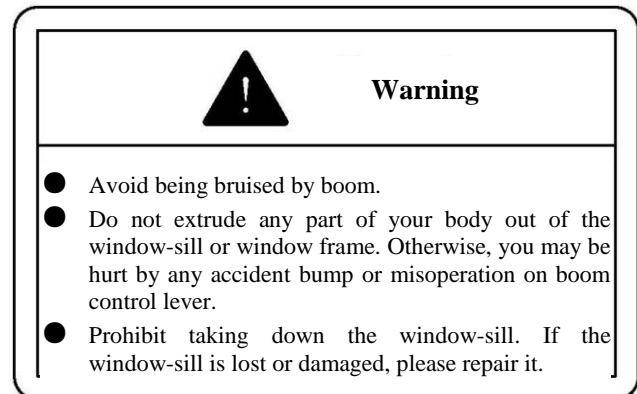 Warning
● Avoid being bruised by boom.
● Do not extrude any part of your body out of the
window-sill or window frame. Otherwise, you may be
hurt by any accident bump or misoperation on boom
control lever.
● Prohibit taking down the window-sill. If the
window-sill is lost or damaged, please repair it.